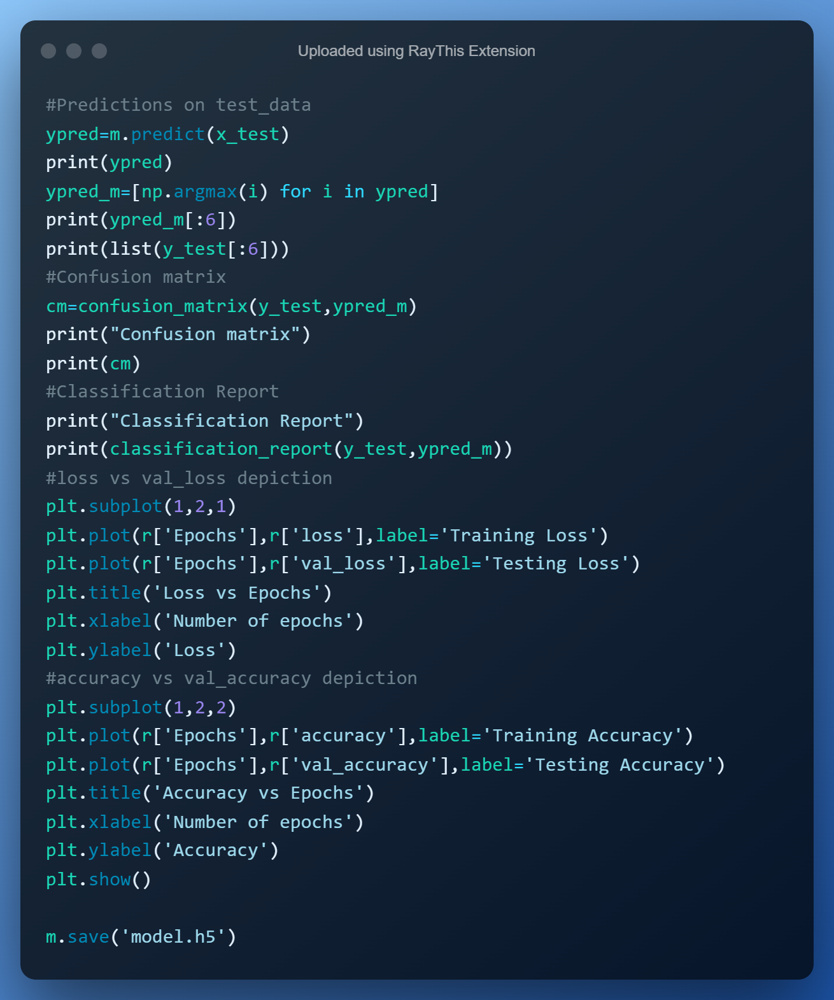 Uploaded using RayThis Extension
#Predictions on test_data
ypred=m.predict(x_test)
print(ypred)
ypred_m=[np.argmax(i) for i in ypred]
print(ypred_m[:6])
print(list(y_test[:6]))
#Confusion matrix
cm=confusion_matrix(y_test,ypred_m)
print("Confusion matrix")
print(cm)
#Classification Report
print("Classification Report")
print(classification_report(y_test,ypred_m))
#loss vs val_loss depiction
plt.subplot(1,2,1)
plt.plot(r['Epochs'],r['loss'],label='Training Loss')
plt.plot(r['Epochs'],r['val_loss'],label='Testing Loss')
plt.title('Loss vs Epochs')
plt.xlabel('Number of epochs')
plt.ylabel('Loss')
#accuracy vs val_accuracy depiction
plt.subplot(1,2,2)
plt.plot(r['Epochs'],r['accuracy'],label='Training Accuracy')
plt.plot(r['Epochs'],r['val_accuracy'],label='Testing Accuracy')
plt.title('Accuracy vs Epochs')
plt.xlabel('Number of epochs')
plt.ylabel('Accuracy')
plt.show()
m.save('model.h5')